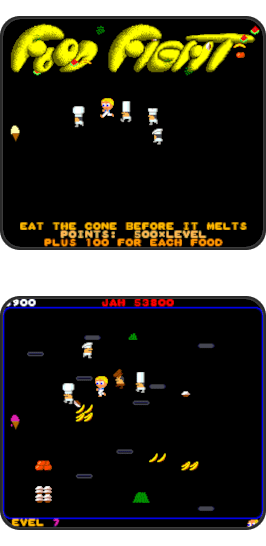 FOOD FIGHT
EAT THE CONE BEFORE IT MELTS
POINTS: 500×LEVEL
PLUS 100 FOR EACH FOOD
,900 JAH 53800
EVEL 7